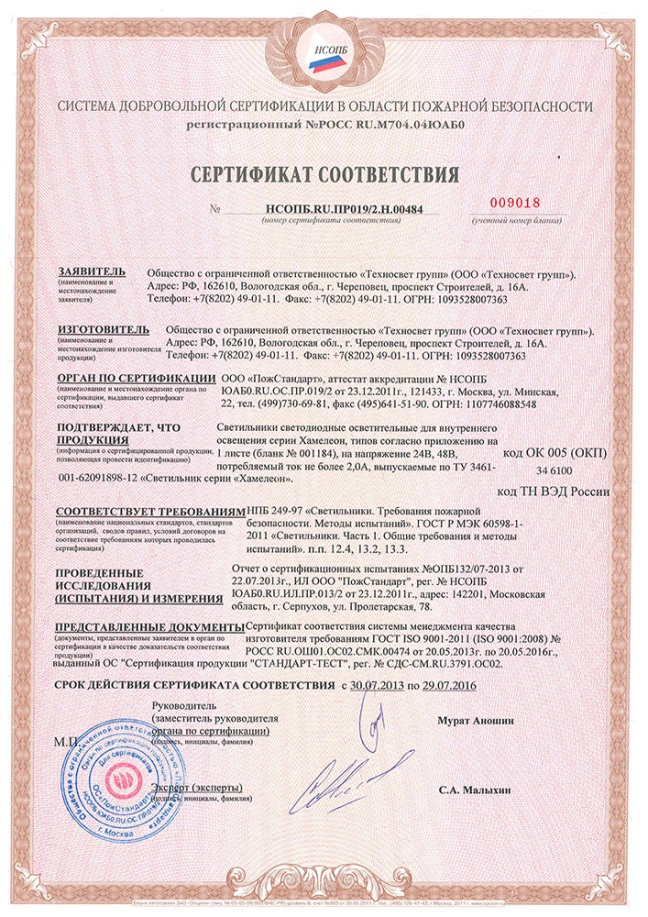 НСОПБ
СИСТЕМА ДОБРОВОЛЬНОЙ СЕРТИФИКАЦИИ В ОБЛАСТИ ПОЖАРНОЙ БЕЗОПАСНОСТИ
регистрационный №РОСС RU.М704.04ЮАБ0
СЕРТИФИКАТ СООТВЕТСТВИЯ
№ НСОПБ.RU.ПР019/2.Н.00484 009018
(номер сертификата соответствия) (учетный номер бланка)
ЗАЯВИТЕЛЬ
(наименование и
местонахождение
заявителя)
Общество с ограниченной ответственностью «Техносвет групп» (ООО «Техносвет групп»).
Адрес: РФ, 162610, Вологодская обл., г. Череповец, проспект Строителей, д. 16А.
Телефон: +7(8202) 49-01-11. Факс: +7(8202) 49-01-11. ОГРН: 1093528007363
ИЗГОТОВИТЕЛЬ
(наименование и
местонахождение изготовителя
продукции)
Общество с ограниченной ответственностью «Техносвет групп» (ООО «Техносвет групп»).
Адрес: РФ, 162610, Вологодская обл., г. Череповец, проспект Строителей, д. 16А.
Телефон: +7(8202) 49-01-11. Факс: +7(8202) 49-01-11. ОГРН: 1093528007363
ОРГАН ПО СЕРТИФИКАЦИИ
(наименование и местонахождение органа по
сертификации, выдавшего сертификат
соответствия)
ООО «ПожСтандарт», аттестат аккредитации № НСОПБ
ЮАБ0.RU.ОС.ПР.019/2 от 23.12.2011г., 121433, г. Москва, ул. Минская,
22, тел. (499)730-69-81, факс (495)641-51-90. ОГРН: 1107746088548
ПОДТВЕРЖДАЕТ, ЧТО
ПРОДУКЦИЯ
(информация о сертифицированной продукции,
позволяющая провести идентификацию)
Светильники светодиодные осветительные для внутреннего
освещения серии Хамелеон, типов согласно приложению на
1 листе (бланк № 001184), на напряжение 24В, 48В,
потребляемый ток не более 2,0А, выпускаемые по ТУ 3461-
001-62091898-12 «Светильник серии «Хамелеон».
код ОК 005 (ОКП)
34 6100
код ТН ВЭД России
СООТВЕТСТВУЕТ ТРЕБОВАНИЯМ
(наименование национальных стандартов, стандартов
организаций, сводов правил, условий договоров на
соответствие требованиям которых проводилась
сертификация)
НПБ 249-97 «Светильники. Требования пожарной
безопасности. Методы испытаний». ГОСТ Р МЭК 60598-1-
2011 «Светильники. Часть 1. Общие требования и методы
испытаний». п.п. 12.4, 13.2, 13.3.
ПРОВЕДЕННЫЕ
ИССЛЕДОВАНИЯ
(ИСПЫТАНИЯ) И ИЗМЕРЕНИЯ
Отчет о сертификационных испытаниях №ОПБ132/07-2013 от
22.07.2013г., ИЛ ООО "ПожСтандарт", рег. № НСОПБ
ЮАБ0.RU.ИЛ.ПР.013/2 от 23.12.2011г., адрес: 142201, Московская
область, г. Серпухов, ул. Пролетарская, 78.
ПРЕДСТАВЛЕННЫЕ ДОКУМЕНТЫ
(документы, представленные заявителем в орган по
сертификации в качестве доказательств соответствия
продукции)
Сертификат соответствия системы менеджмента качества
изготовителя требованиям ГОСТ ISO 9001-2011 (ISO 9001:2008) №
РОСС RU.ОШ01.ОС02.СМК.00474 от 20.05.2013г. по 20.05.2016г.,
выданный ОС "Сертификация продукции "СТАНДАРТ-ТЕСТ", рег. № СДС-СМ.RU.3791.ОС02.
СРОК ДЕЙСТВИЯ СЕРТИФИКАТА СООТВЕТСТВИЯ с 30.07.2013 по 29.07.2016
Руководитель
(заместитель руководителя
органа по сертификации)
(подпись, инициалы, фамилия)
Мурат Аношин
М.П.
Эксперт (эксперты)
(подпись, инициалы, фамилия)
С.А. Малыхин
Для сертификатов
ОС«ПожСтандарт»
г. Москва